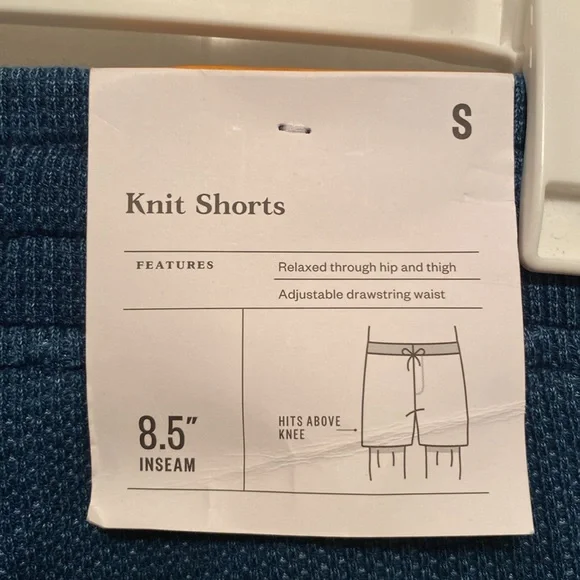 S
Knit Shorts
FEATURES
Relaxed through hip and thigh
Adjustable drawstring waist
8.5"
INSEAM
HITS ABOVE
KNEE